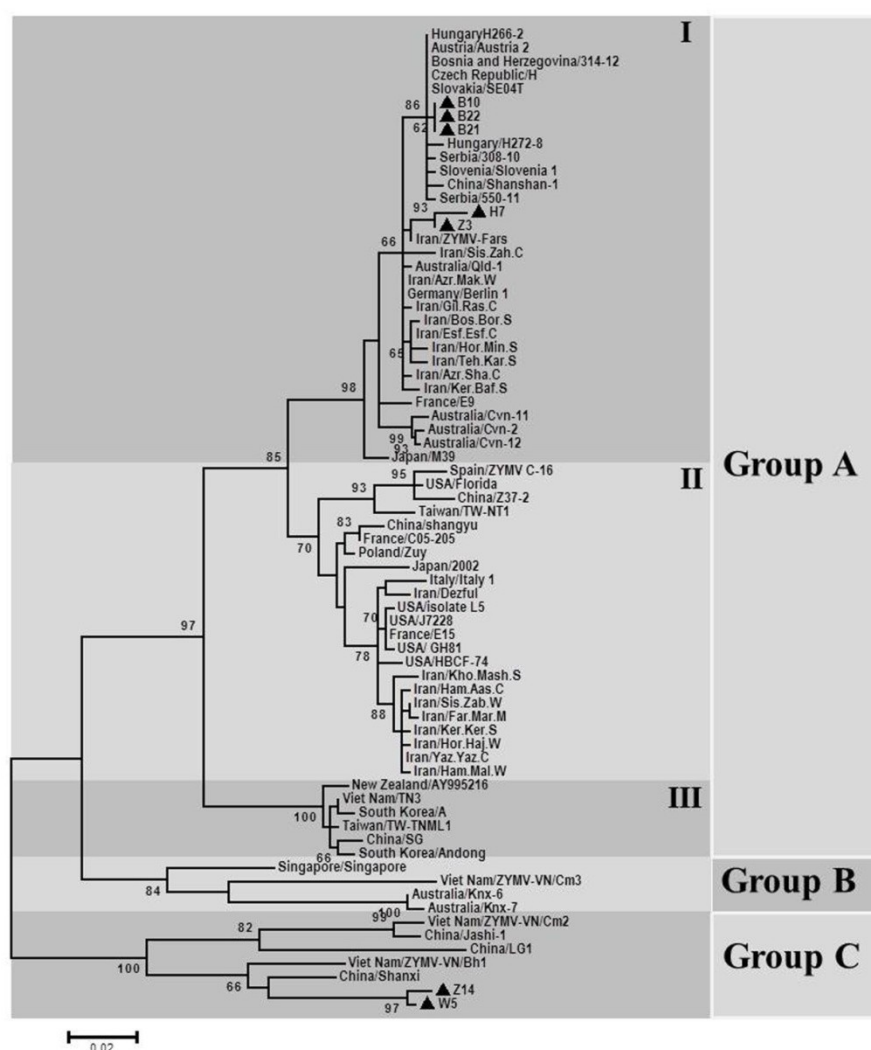 I
HungaryH266-2
Austria/Austria 2
Bosnia and Herzegovina/314-12
Czech Republic/H
Slovakia/SE04T
86
B10
B22
62
B21
Hungary/H272-8
Serbia/308-10
Slovenia/Slovenia 1
China/Shanshan-1
Serbia/550-11
93
H7
Z3
66
Iran/ZYMV-Fars
Iran/Sis.Zah.C
Australia/Qld-1
Iran/Azr.Mak.W
Germany/Berlin 1
Iran/Gil.Ras.C
Iran/Bos.Bor.S
Iran/Esf.Esf.C
65
Iran/Hor.Min.S
Iran/Teh.Kar.S
Iran/Azr.Sha.C
98
Iran/Ker.Baf.S
France/E9
Australia/Cvn-11
Australia/Cvn-2
99
Australia/Cvn-12
93
Japan/M39
85
Group A
II
95
Spain/ZYMV C-16
USA/Florida
93
China/Z37-2
Taiwan/TW-NT1
83
China/shangyu
France/C05-205
70
Poland/Zuy
Japan/2002
Italy/Italy 1
Iran/Dezful
USA/isolate L5
70
USA/J7228
France/E15
97
USA/ GH81
78
USA/HBCF-74
Iran/Kho.Mash.S
Iran/Ham.Aas.C
Iran/Sis.Zab.W
88
Iran/Far.Mar.M
Iran/Ker.Ker.S
Iran/Hor.Haj.W
Iran/Yaz.Yaz.C
Iran/Ham.Mal.W
III
New Zealand/AY995216
Viet Nam/TN3
100
South Korea/A
Taiwan/TW-TNML1
China/SG
66
South Korea/Andong
Singapore/Singapore
Group B
84
Viet Nam/ZYMV-VN/Cm3
Australia/Knx-6
100
Australia/Knx-7
99
Viet Nam/ZYMV-VN/Cm2
82
China/Jashi-1
China/LG1
Group C
100
Viet Nam/ZYMV-VN/Bh1
China/Shanxi
66
Z14
97
W5
0.02